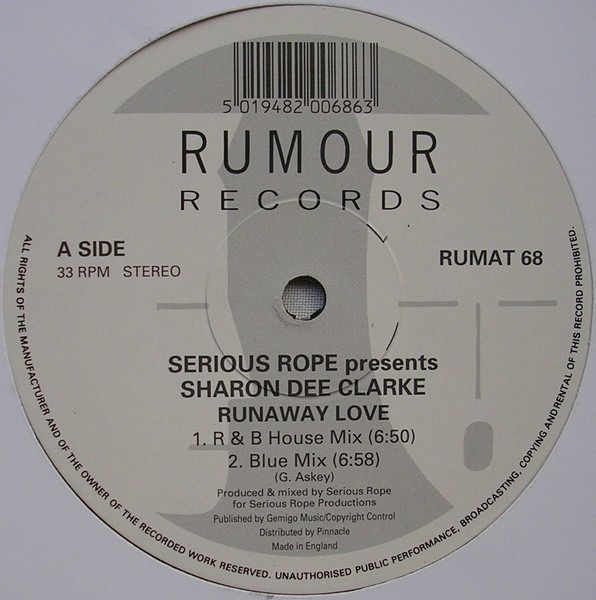 5 019482 006863
RUMOUR
RECORDS
A SIDE
33 RPM STEREO
RUMAT 68
SERIOUS ROPE presents
SHARON DEE CLARKE
RUNAWAY LOVE
1. R & B House Mix (6:50)
2. Blue Mix (6:58)
(G. Askey)
Produced & mixed by Serious Rope
for Serious Rope Productions
Published by Gemigo Music/Copyright Control
Distributed by Pinnacle
Made in England
ALL RIGHTS OF THE MANUFACTURER AND OF THE OWNER OF THE RECORDED WORK RESERVED. UNAUTHORISED PUBLIC PERFORMANCE, BROADCASTING, COPYING AND RENTAL OF THIS RECORD PROHIBITED.